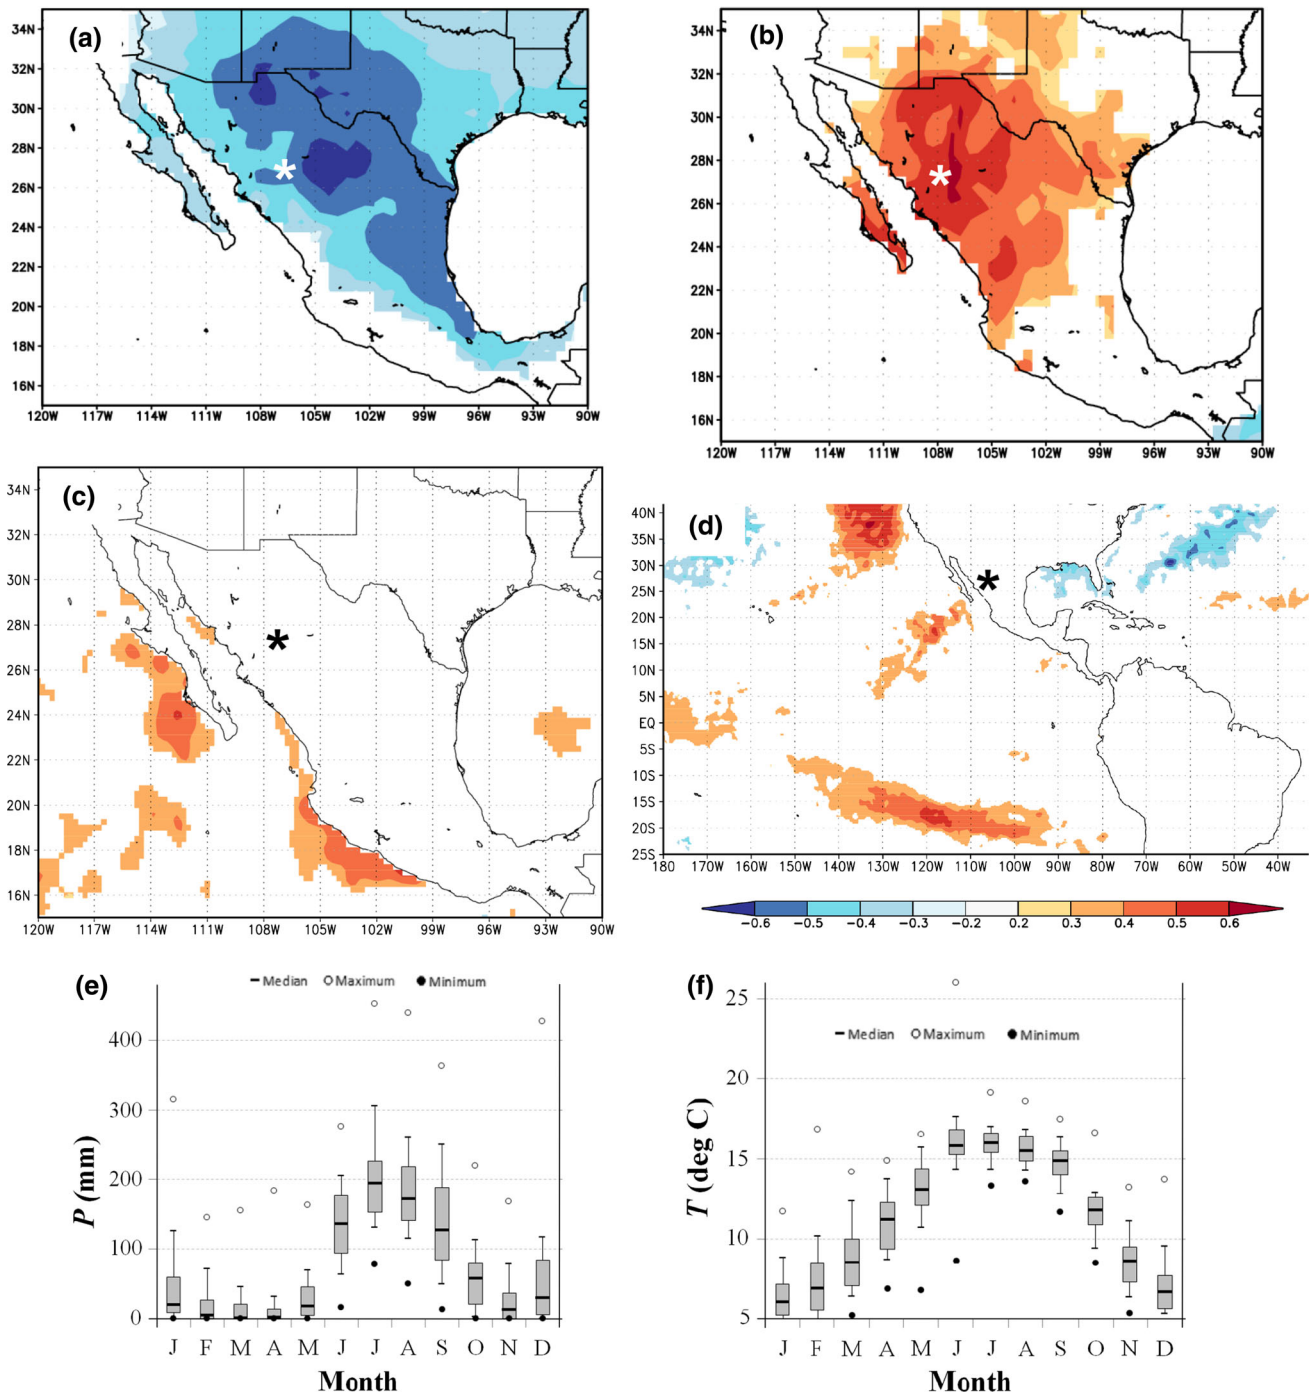 (a)
34N
32N
30N
28N
26N
24N
22N
20N
18N
16N
120W 117W 114W 111W 108W 105W 102W 99W 96W 93W 90W
(b)
34N
32N
30N
28N
26N
24N
22N
20N
18N
16N
120W 117W 114W 111W 108W 105W 102W 99W 96W 93W 90W
(c)
34N
32N
30N
28N
26N
24N
22N
20N
18N
16N
120W 117W 114W 111W 108W 105W 102W 99W 96W 93W 90W
(d)
40N
35N
30N
25N
20N
15N
10N
5N
EQ
5S
10S
15S
20S
25S
180 170W 160W 150W 140W 130W 120W 110W 100W 90W 80W 70W 60W 50W 40W
−0.6 −0.5 −0.4 −0.3 −0.2 0.2 0.3 0.4 0.5 0.6
(e)
Median Maximum Minimum
400
300
200
100
0
P (mm)
J F M A M J J A S O N D
Month
(f)
25
Median Maximum Minimum
20
15
10
5
T (deg C)
J F M A M J J A S O N D
Month